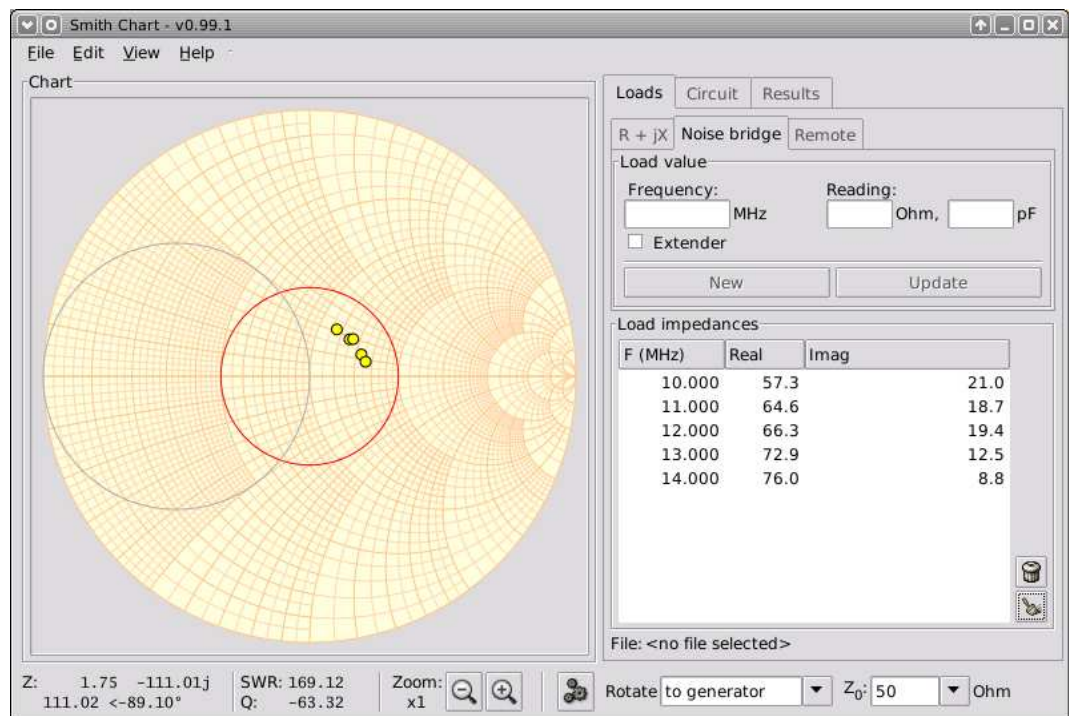 Smith Chart - v0.99.1
File Edit View Help
Chart
Loads Circuit Results
R + jX Noise bridge Remote
Load value
Frequency: Reading:
MHz Ohm, pF
Extender
New Update
Load impedances
F (MHz) Real Imag
10.000 57.3 21.0
11.000 64.6 18.7
12.000 66.3 19.4
13.000 72.9 12.5
14.000 76.0 8.8
File: <no file selected>
Z: 1.75 -111.01j SWR: 169.12 Zoom: Rotate to generator Z0: 50 Ohm
111.02 <-89.10° Q: -63.32 x1